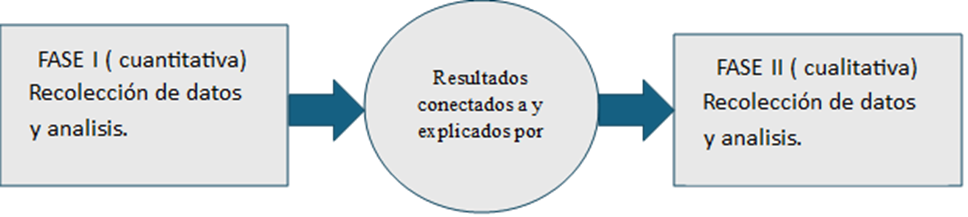 FASE I ( cuantitativa)
Recolección de datos
y analisis.
Resultados
conectados a y
explicados por
FASE II ( cualitativa)
Recolección de datos
y analisis.